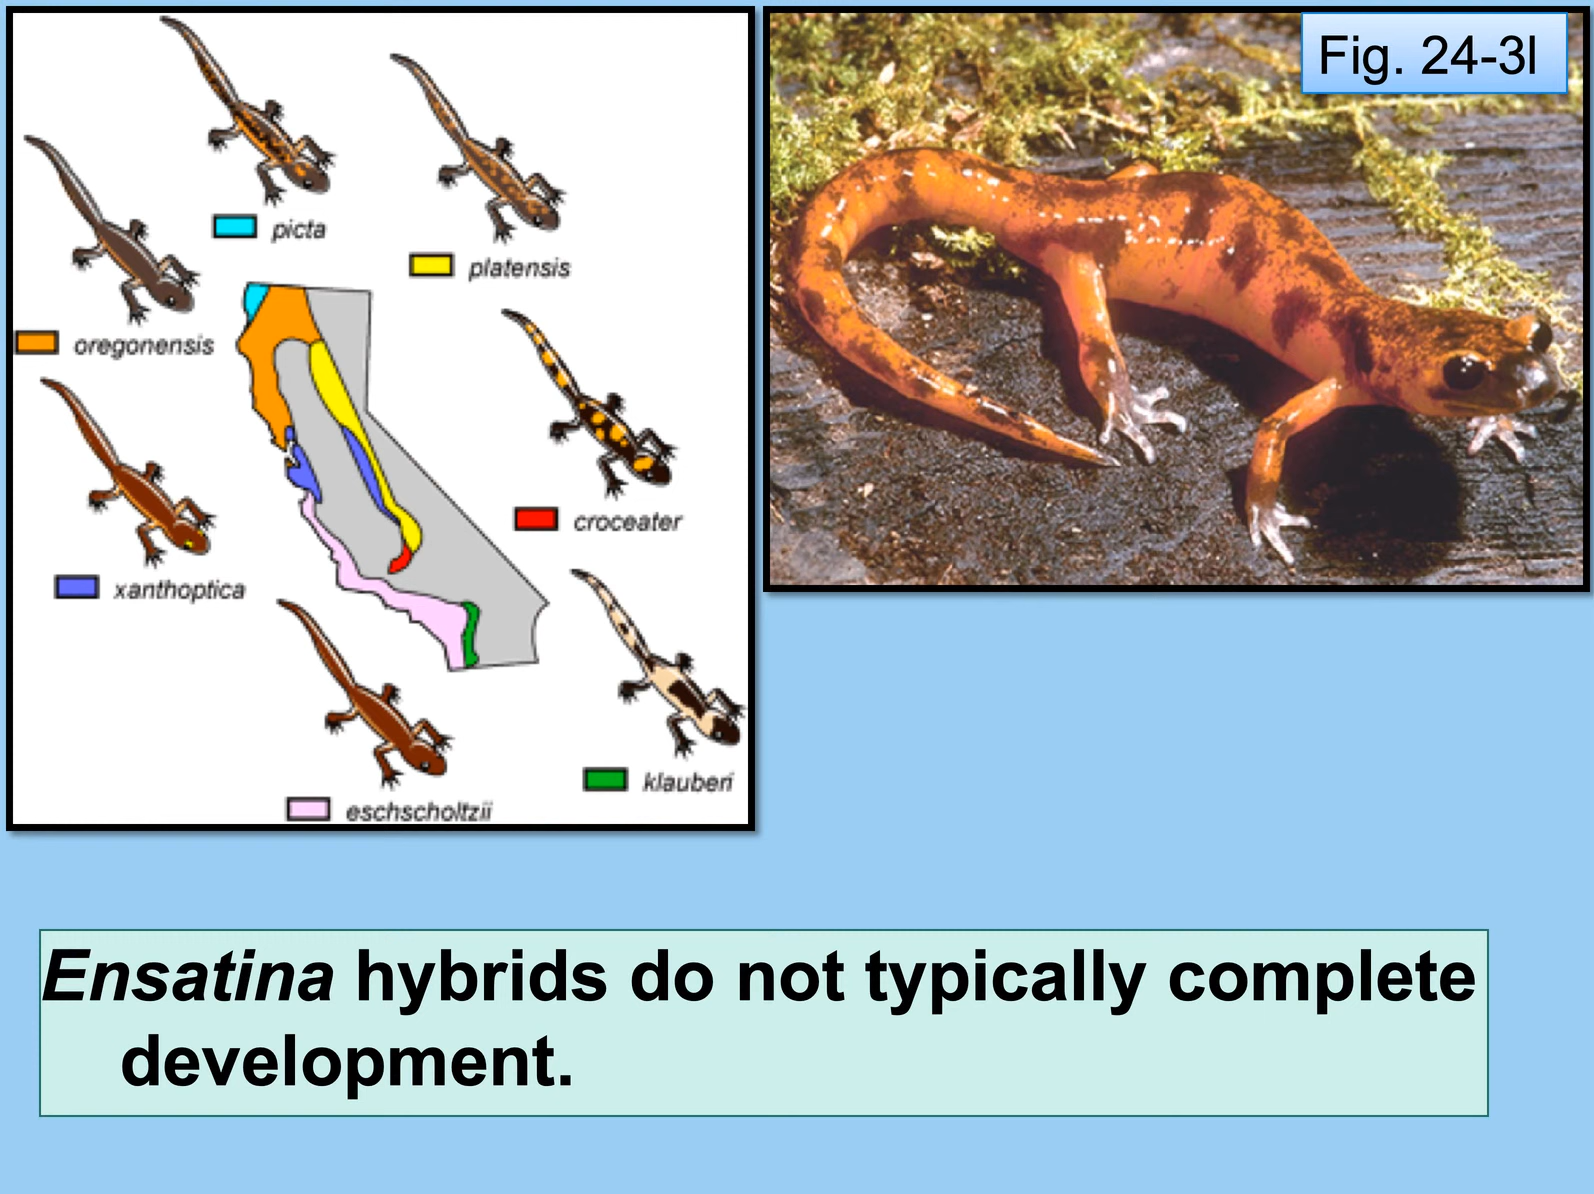 Fig. 24-3l
picta
platensis
oregonensis
croceater
xanthoptica
klauberi
eschscholtzii
Ensatina hybrids do not typically complete
development.